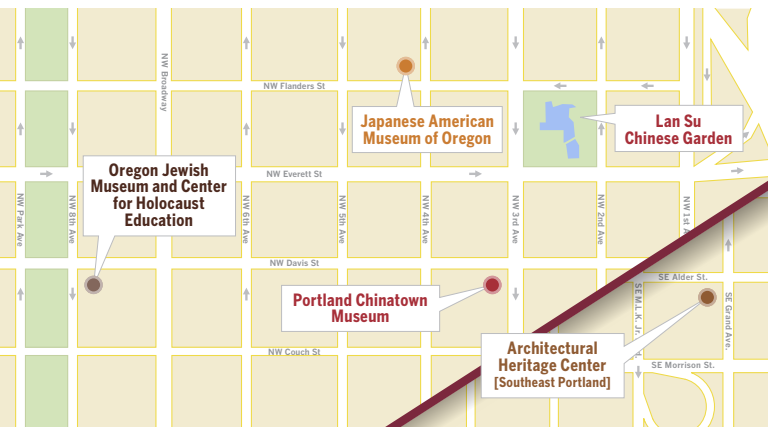 NW Broadway
NW Flanders St
Japanese American
Museum of Oregon
Lan Su
Chinese Garden
Oregon Jewish
Museum and Center
for Holocaust
Education
NW Everett St
NW Park Ave
NW 8th Ave
NW 6th Ave
NW 5th Ave
NW 4th Ave
NW 3rd Ave
NW 2nd Ave
NW 1st A
NW Davis St
SE Alder St.
Portland Chinatown
Museum
SE M.L.K. Jr.
SE Grand Ave.
NW Couch St
Architectural
Heritage Center
[Southeast Portland]
SE Morrison St.